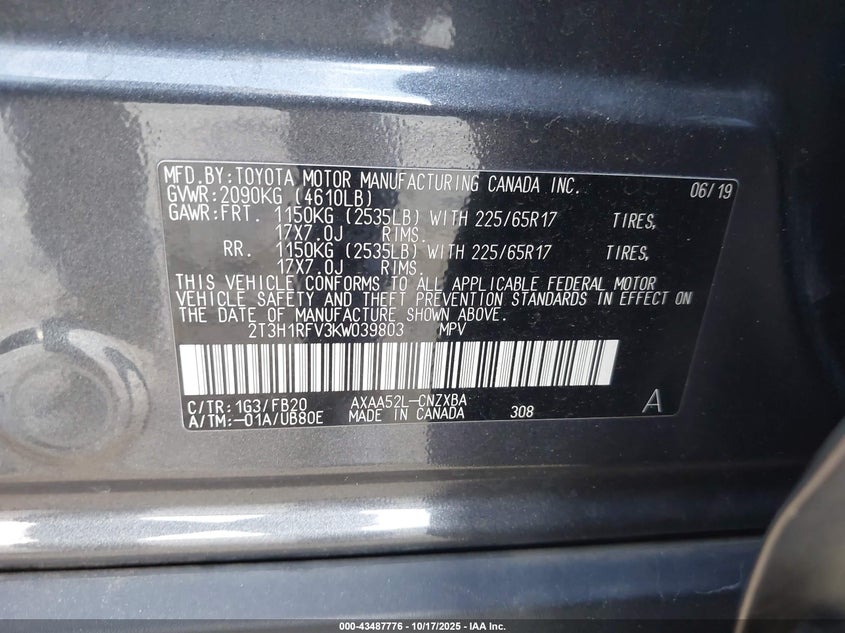 MFD.BY:TOYOTA MOTOR MANUFACTURING CANADA INC. 06/19
GVWR:2090KG (4610LB)
GAWR:FRT. 1150KG (2535LB) WITH 225/65R17 TIRES,
17X7.0J RIMS.
RR. 1150KG (2535LB) WITH 225/65R17 TIRES,
17X7.0J RIMS.
THIS VEHICLE CONFORMS TO ALL APPLICABLE FEDERAL MOTOR
VEHICLE SAFETY AND THEFT PREVENTION STANDARDS IN EFFECT ON
THE DATE OF MANUFACTURE SHOWN ABOVE.
2T3H1RFV3KW039803 MPV
C/TR:1G3/FB20 AXAA52L-CNZXBA
A/TM:-01A/UB80E MADE IN CANADA 308 A
000-43487776 - 10/17/2025 - IAA Inc.